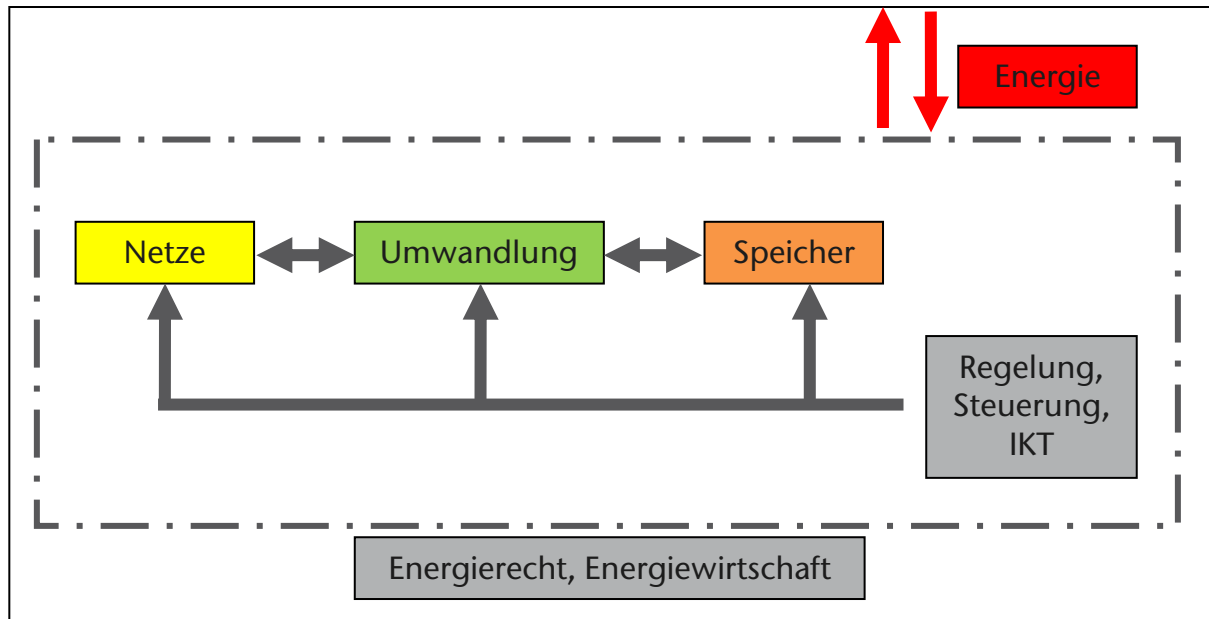 Energie
Netze
Umwandlung
Speicher
Regelung,
Steuerung,
IKT
Energierecht, Energiewirtschaft